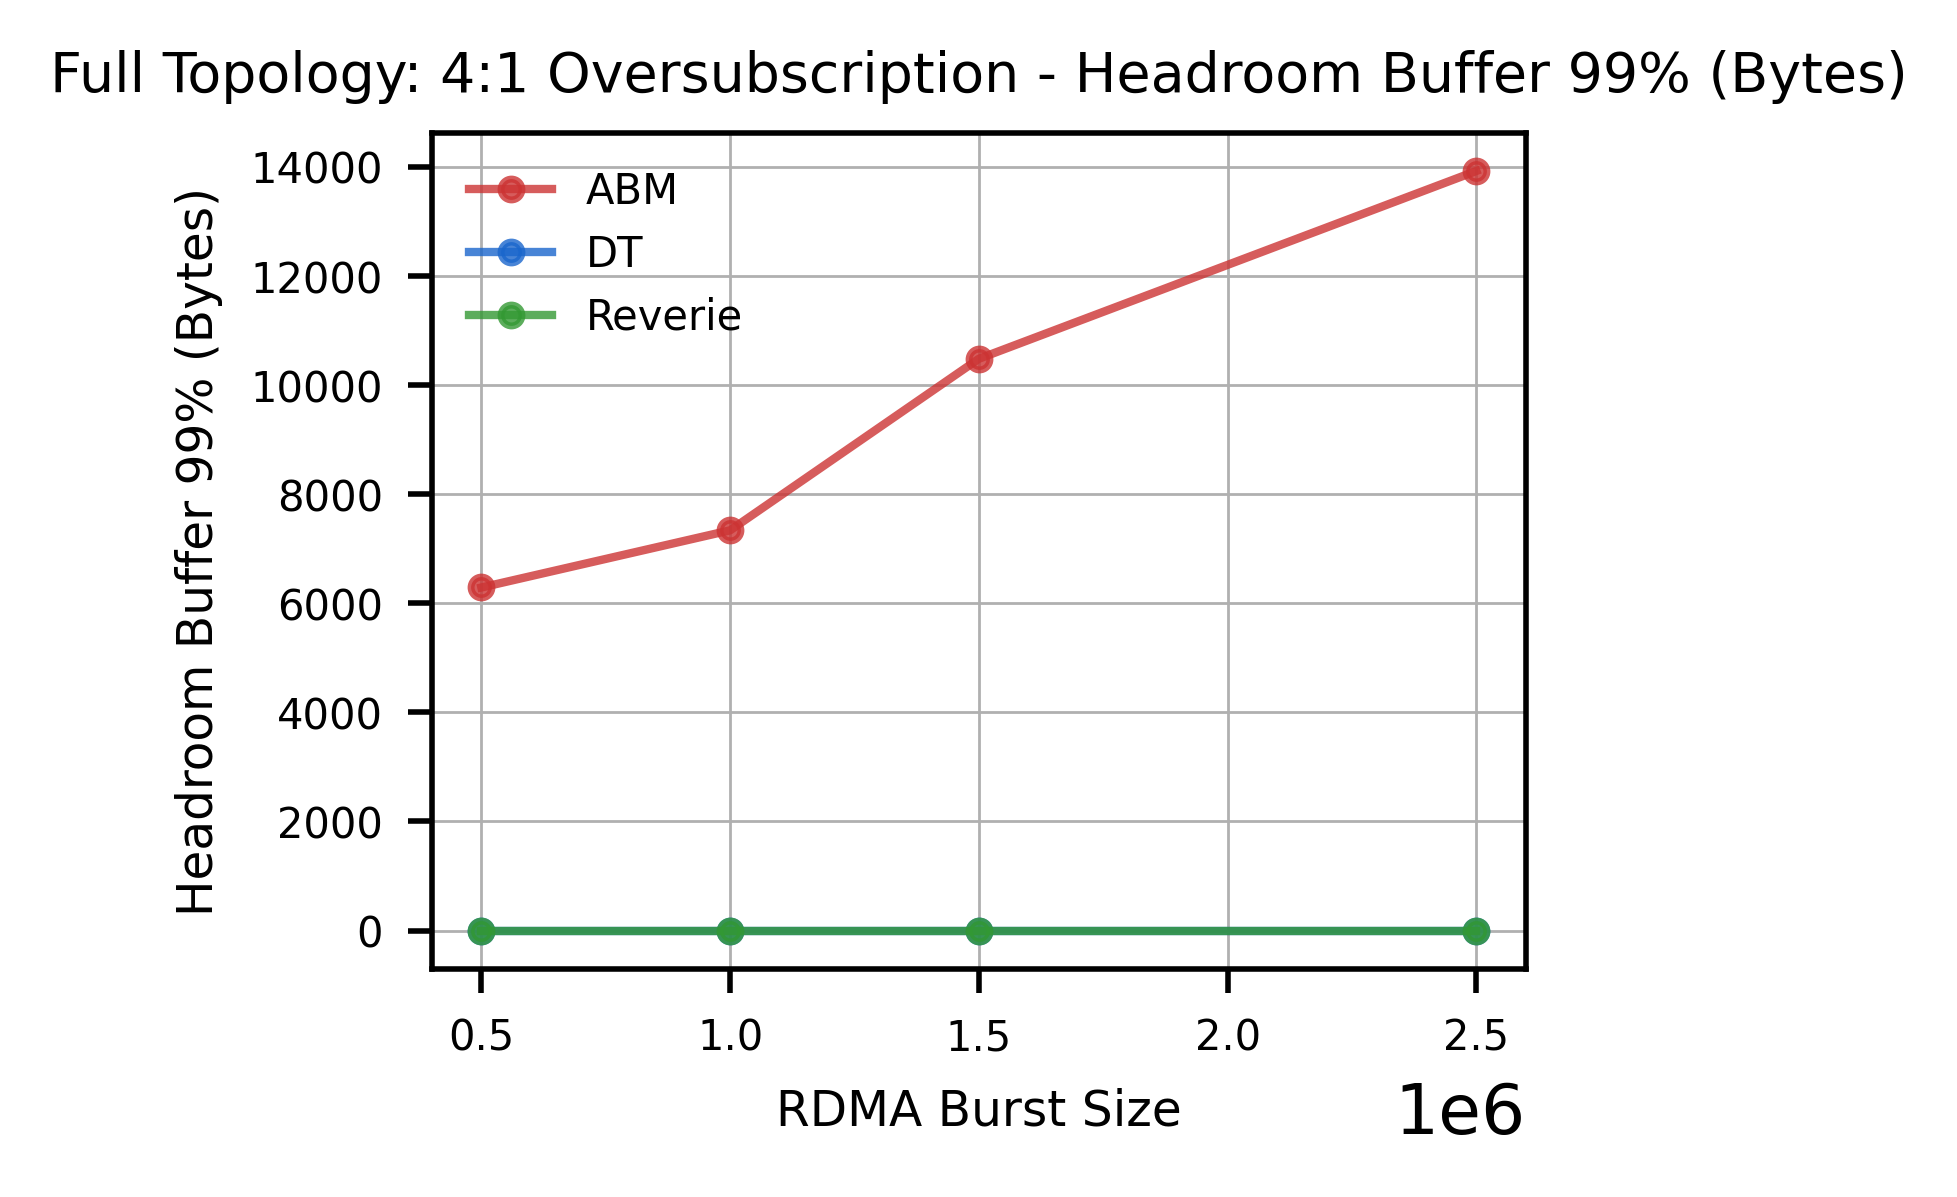 Full Topology: 4:1 Oversubscription - Headroom Buffer 99% (Bytes)
Headroom Buffer 99% (Bytes)
14000
12000
10000
8000
6000
4000
2000
0
ABM
DT
Reverie
0.5 1.0 1.5 2.0 2.5
RDMA Burst Size
1e6